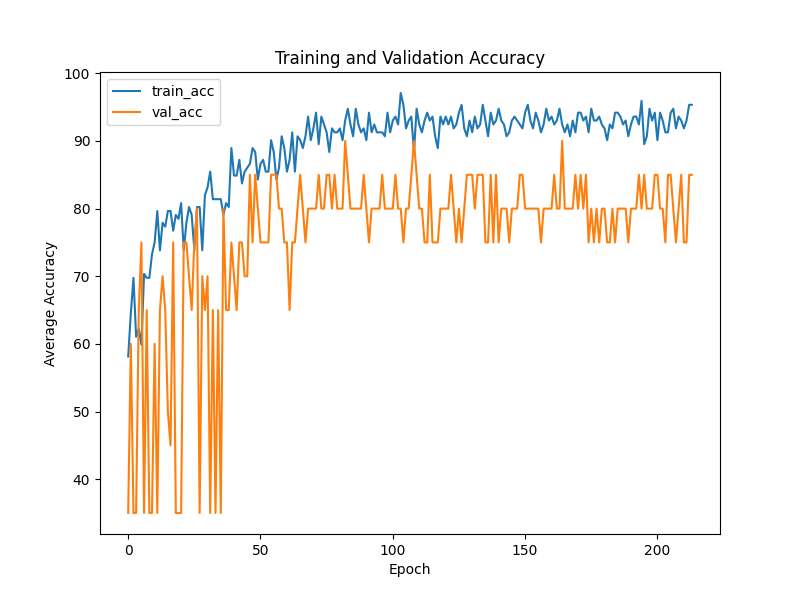 Training and Validation Accuracy
train_acc
val_acc
100
90
80
70
60
50
40
Average Accuracy
0
50
100
150
200
Epoch